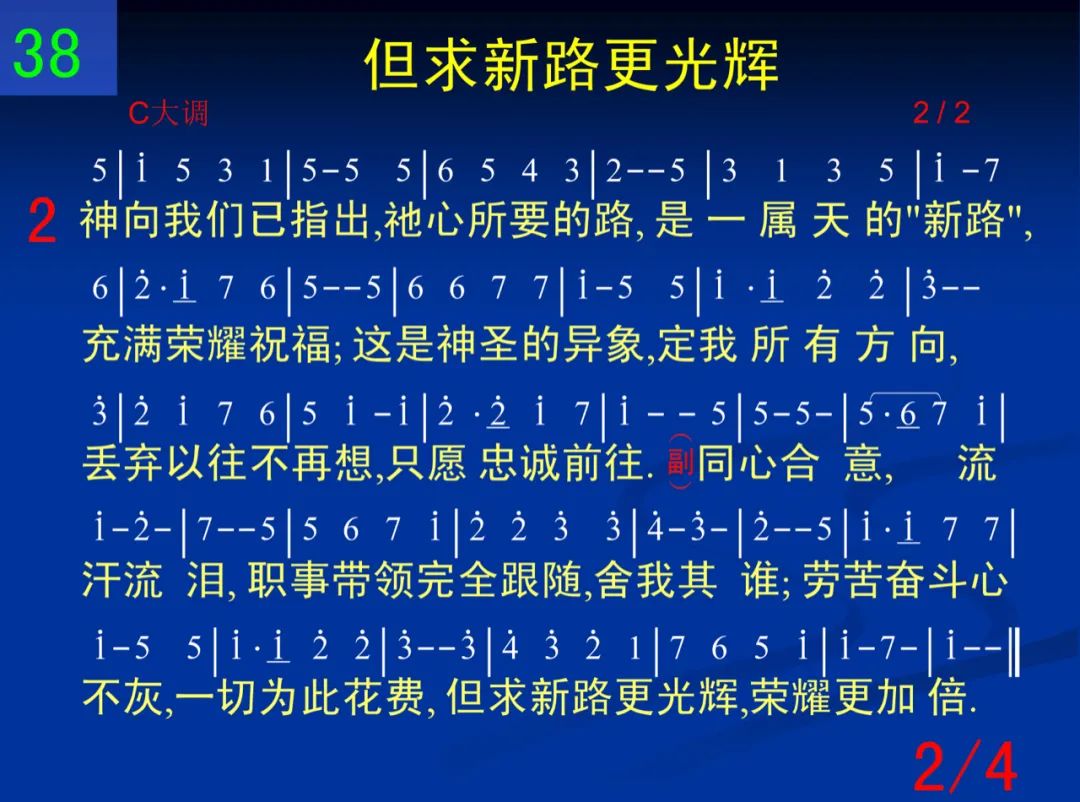 38
但求新路更光辉
C大调 2 / 2
5|i̇ 5 3 1|5-5 5|6 5 4 3|2--5|3 1 3 5|i̇ -7
2 神向我们已指出,祂心所要的路, 是 一 属 天 的"新路",
6|2̇·i̇ 7 6|5--5|6 6 7 7|i̇-5 5|i̇ ·i̇ 2̇ 2̇|3̇--
充满荣耀祝福; 这是神圣的异象,定我 所 有 方 向,
3̇|2̇ i̇ 7 6|5 i̇ -i̇|2̇ ·2̇ i̇ 7|i̇ - - 5|5-5-|5·6 7 i̇|
丢弃以往不再想,只愿 忠诚前往. (副)同心合 意, 流
i̇-2̇-|7--5|5 6 7 i̇|2̇ 2̇ 3̇ 3̇|4̇-3̇-|2̇--5|i̇·i̇ 7 7|
汗流 泪, 职事带领完全跟随,舍我其 谁; 劳苦奋斗心
i̇-5 5|i̇·i̇ 2̇ 2̇|3̇--3̇|4̇ 3̇ 2̇ 1|7 6 5 i̇|i̇-7-|i̇--‖
不灰,一切为此花费, 但求新路更光辉,荣耀更加 倍.
2/4